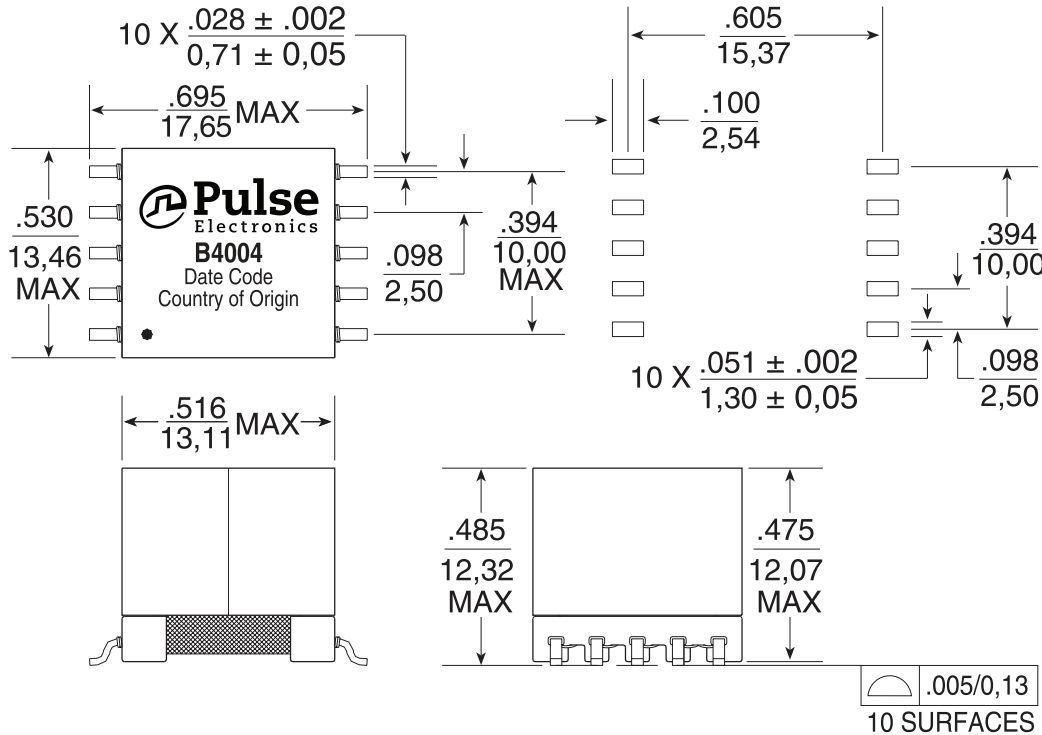 10 X .028 ± .002
0,71 ± 0,05
.695 MAX
17,65
.530
13,46
MAX
Pulse
Electronics
B4004
Date Code
Country of Origin
.394
10,00
MAX
.098
2,50
.605
15,37
.100
2,54
.394
10,00
10 X .051 ± .002
1,30 ± 0,05
.098
2,50
.516 MAX
13,11
.485
12,32
MAX
.475
12,07
MAX
.005/0,13
10 SURFACES